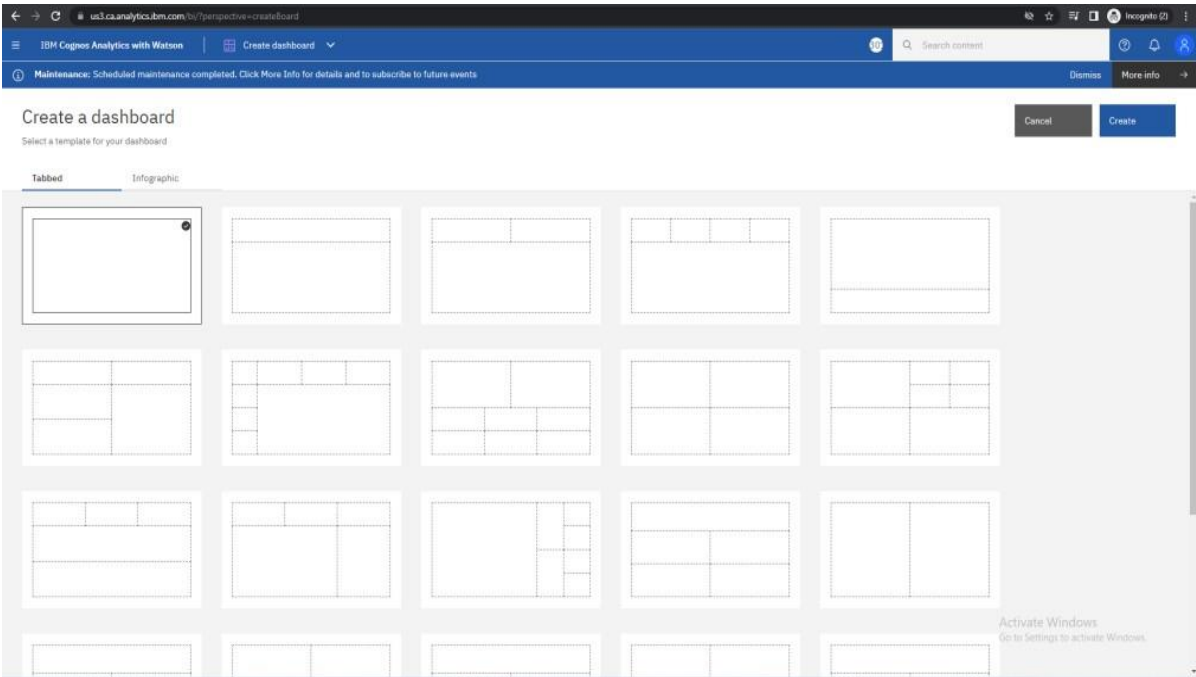 us3.ca.analytics.ibm.com/bi/?perspective=createBoard
Incognito (2)
IBM Cognos Analytics with Watson
Create dashboard
Search content
Maintenance: Scheduled maintenance completed. Click More Info for details and to subscribe to future events
Dismiss
More info
Create a dashboard
Cancel
Create
Select a template for your dashboard
Tabbed
Infographic
Activate Windows
Go to Settings to activate Windows.